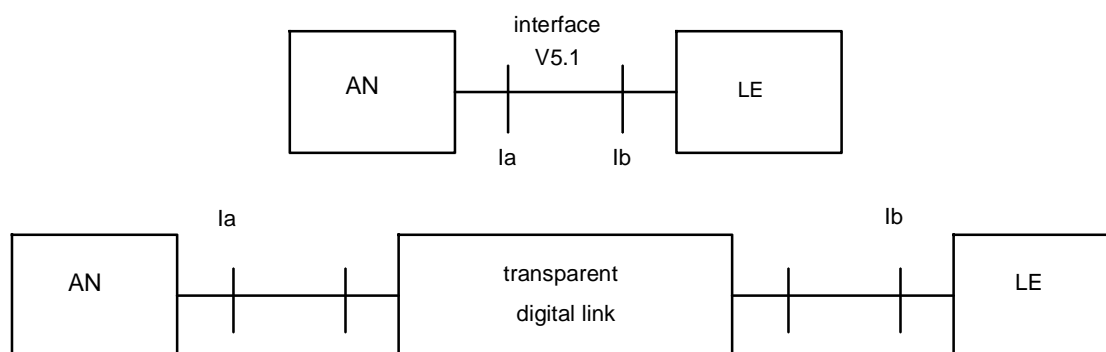 interface
V5.1
AN
LE
Ia
Ib
Ia
Ib
AN
transparent
digital link
LE